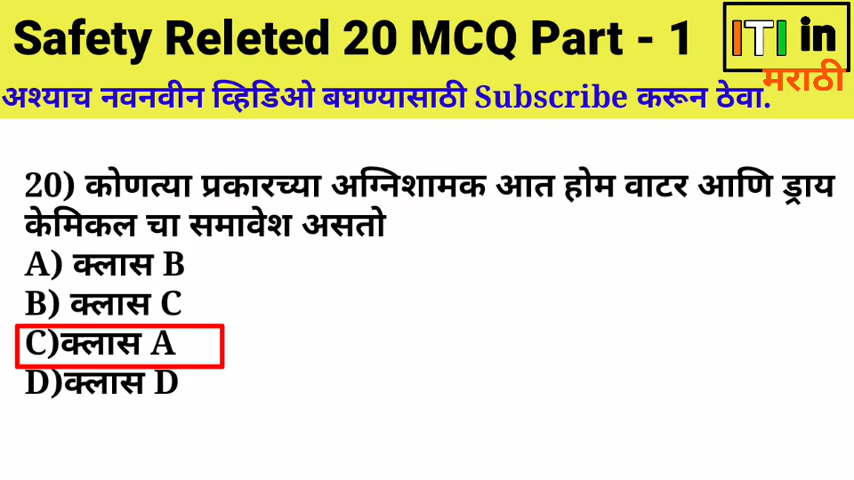 Safety Releted 20 MCQ Part - 1
ITI in
मराठी
अश्याच नवनवीन व्हिडिओ बघण्यासाठी Subscribe करून ठेवा.
20) कोणत्या प्रकारच्या अग्निशामक आत होम वाटर आणि ड्राय
केमिकल चा समावेश असतो
A) क्लास B
B) क्लास C
C)क्लास A
D)क्लास D